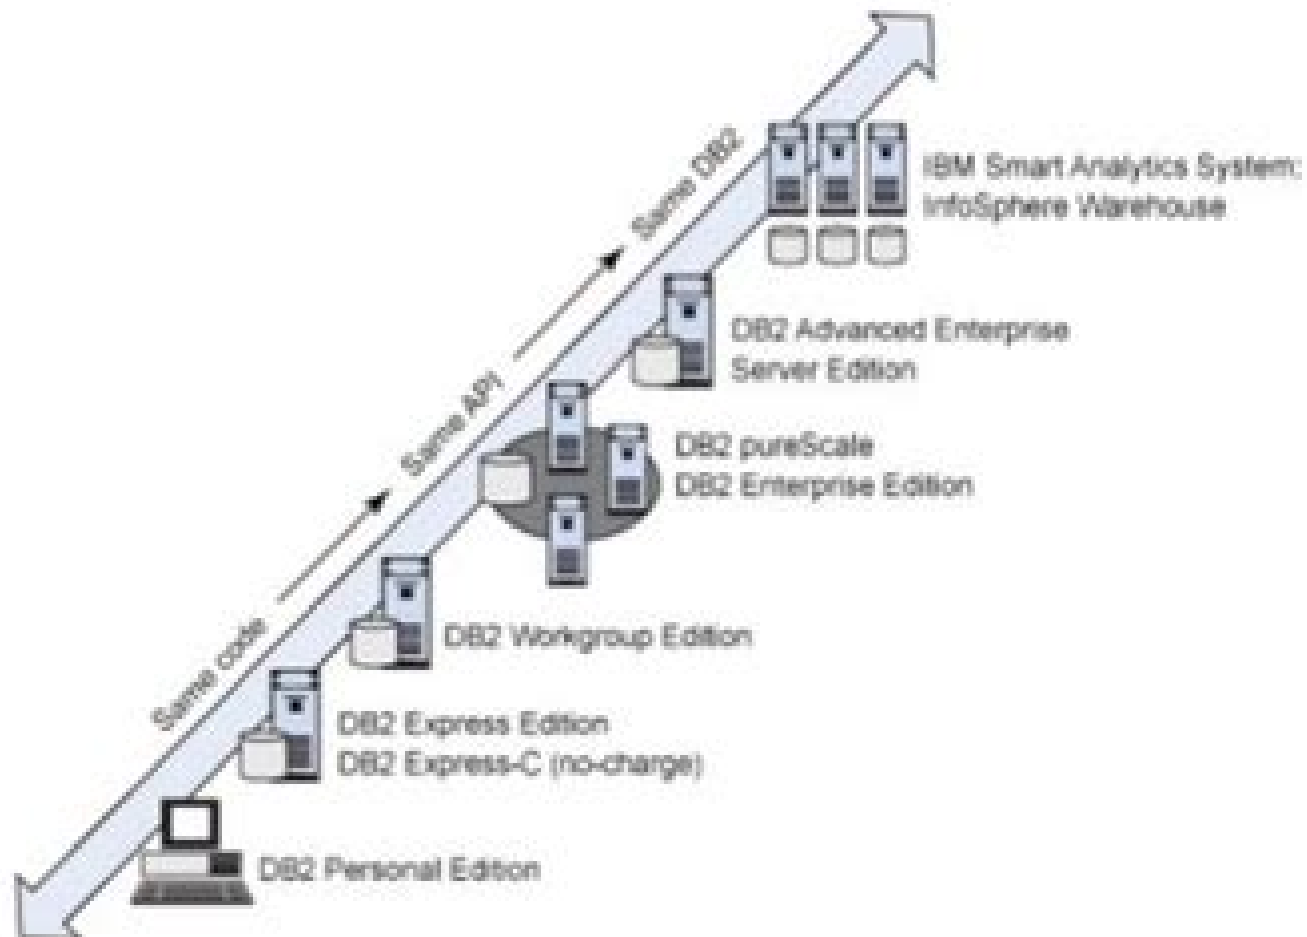 Same DB2
IBM Smart Analytics System;
InfoSphere Warehouse
DB2 Advanced Enterprise
Server Edition
Same API
DB2 pureScale
DB2 Enterprise Edition
Same code
DB2 Workgroup Edition
DB2 Express Edition
DB2 Express-C (no-charge)
DB2 Personal Edition